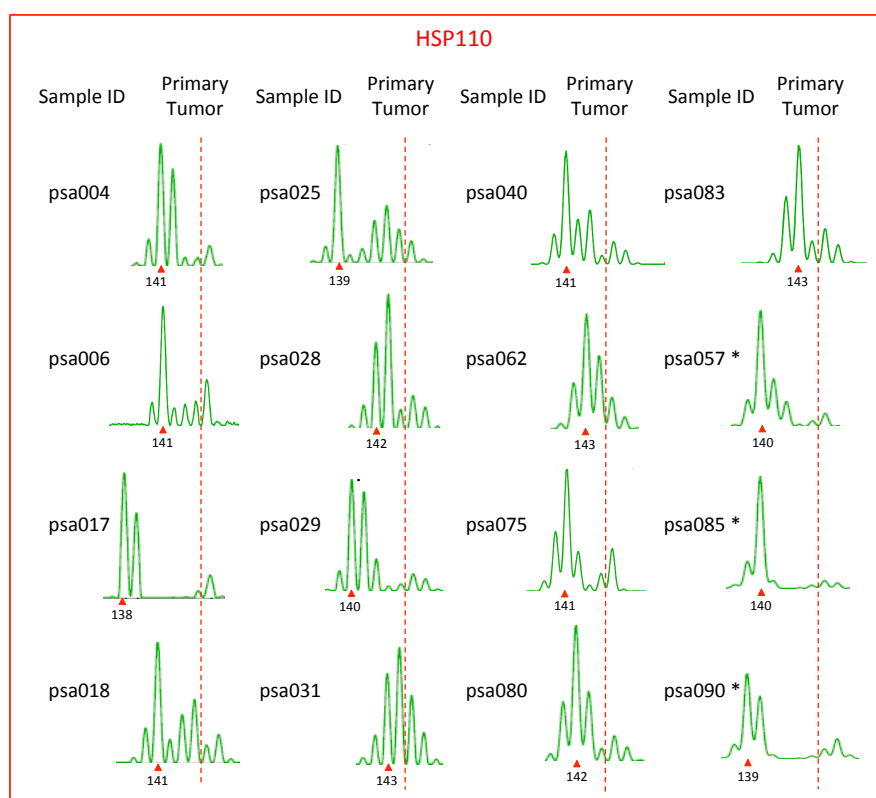 HSP110
Sample ID Primary Tumor Sample ID Primary Tumor Sample ID Primary Tumor Sample ID Primary Tumor
psa004 psa025 psa040 psa083
141 139 141 143
psa006 psa028 psa062 psa057 *
141 142 143 140
psa017 psa029 psa075 psa085 *
138 140 141 140
psa018 psa031 psa080 psa090 *
141 143 142 139